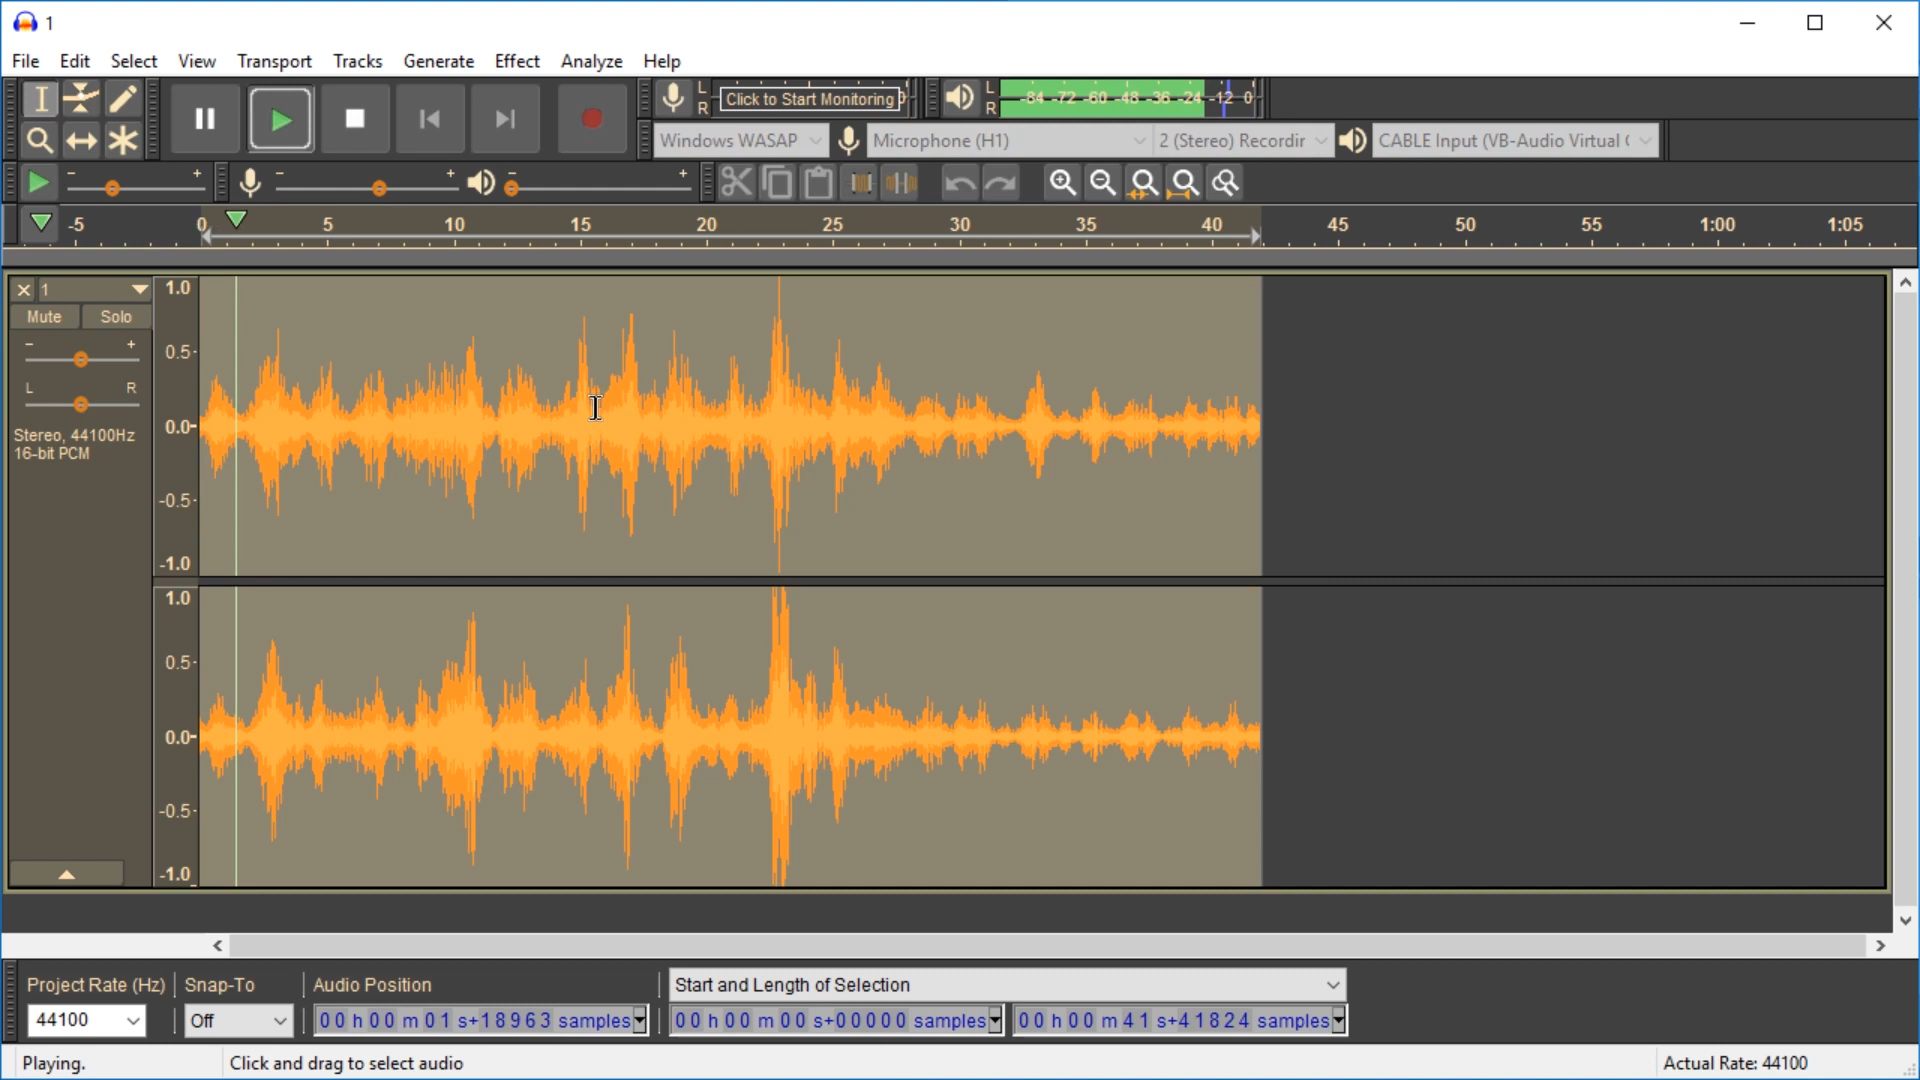 1
File Edit Select View Transport Tracks Generate Effect Analyze Help
L
R
Click to Start Monitoring
L
R
-84 -72 -60 -48 -36 -24 -12 0
Windows WASAP
Microphone (H1)
2 (Stereo) Recordir
CABLE Input (VB-Audio Virtual (
-5 0 5 10 15 20 25 30 35 40 45 50 55 1:00 1:05
1
Mute Solo
- +
L R
Stereo, 44100Hz
16-bit PCM
1.0
0.5
0.0
-0.5
-1.0
1.0
0.5
0.0
-0.5
-1.0
Project Rate (Hz) Snap-To Audio Position Start and Length of Selection
44100 Off 00 h 00 m 01 s+18963 samples 00 h 00 m 00 s+00000 samples 00 h 00 m 41 s+41824 samples
Playing. Click and drag to select audio Actual Rate: 44100